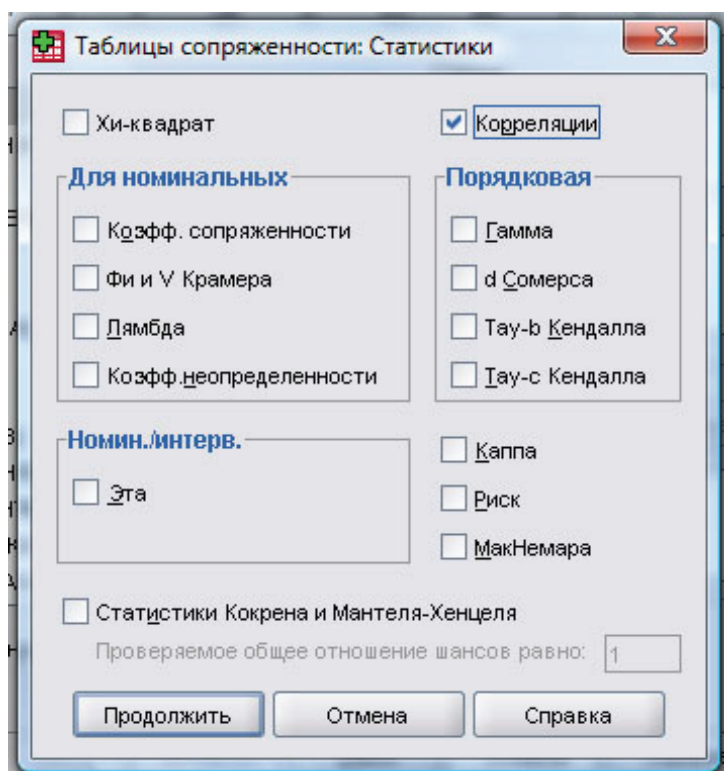 Таблицы сопряженности: Статистики
Хи-квадрат
Корреляции
Для номинальных
Коэфф. сопряженности
Фи и V Крамера
Лямбда
Коэфф.неопределенности
Порядковая
Гамма
d Сомерса
Тау-b Кендалла
Тау-c Кендалла
Номин./интерв.
Эта
Каппа
Риск
МакНемара
Статистики Кокрена и Мантеля-Хенцеля
Проверяемое общее отношение шансов равно: 1
Продолжить Отмена Справка